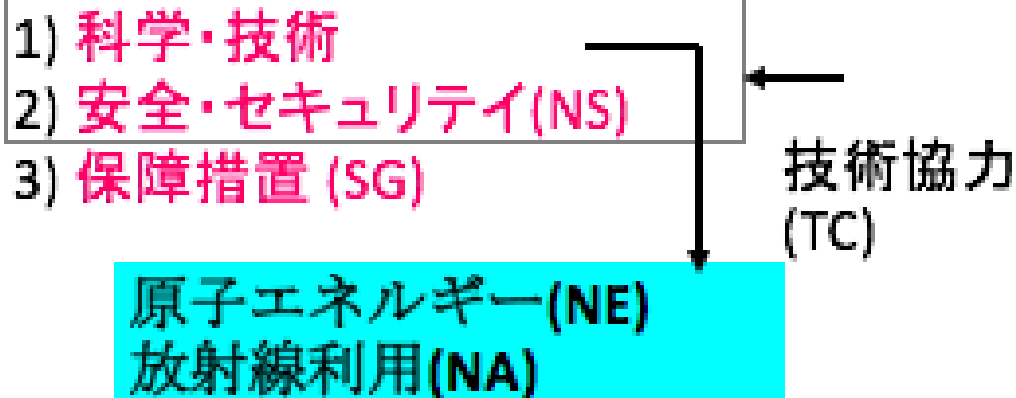 1) 科学・技術
2) 安全・セキュリテイ(NS)
3) 保障措置 (SG)
技術協力
(TC)
原子エネルギー(NE)
放射線利用(NA)